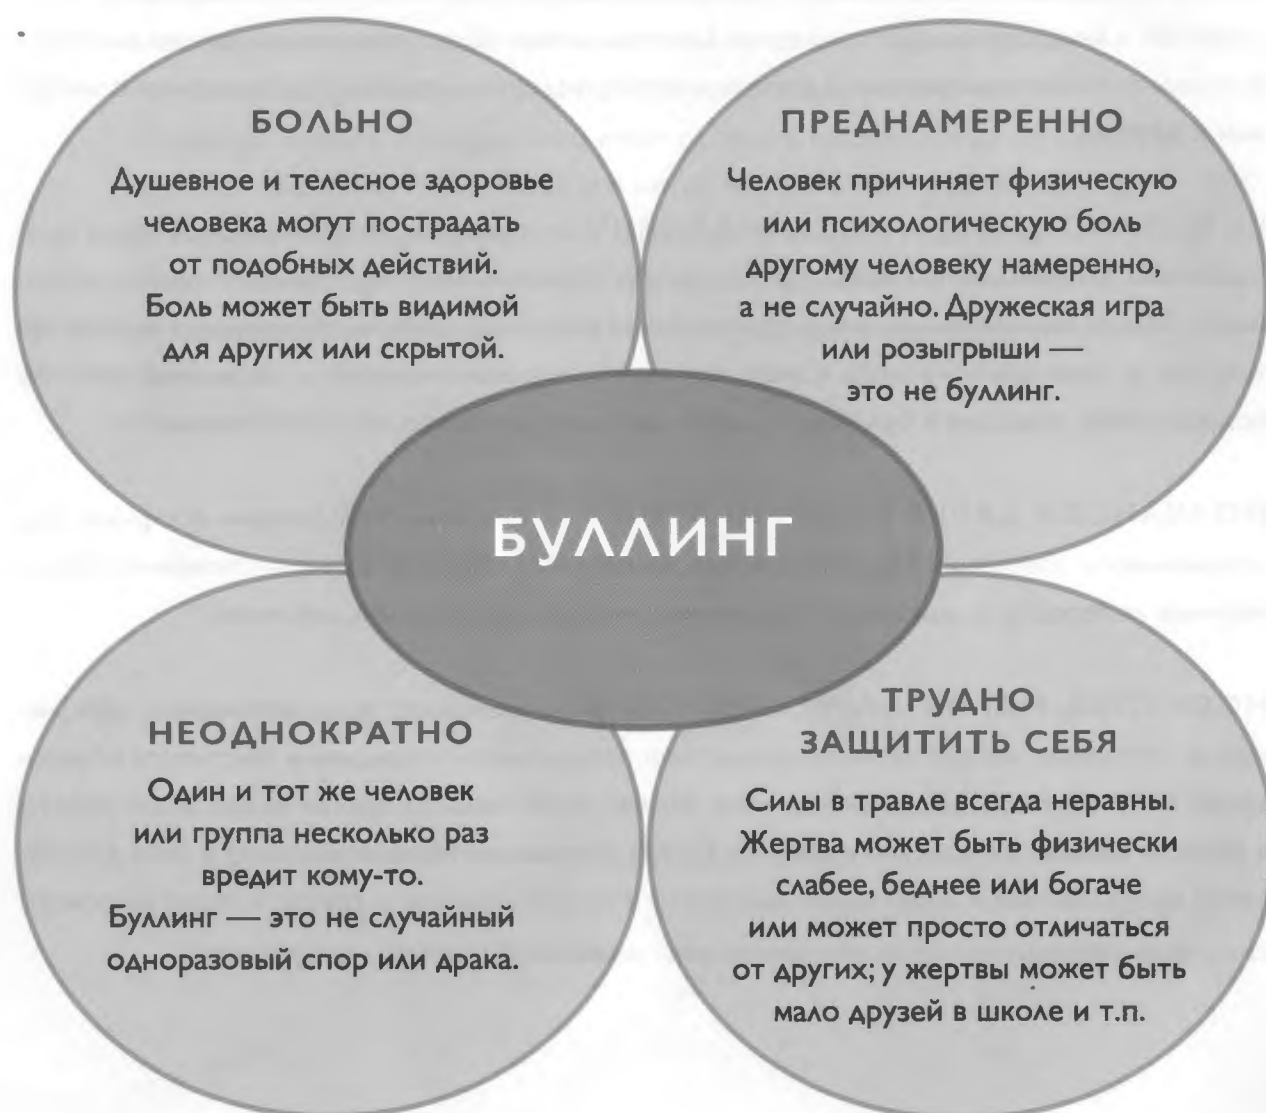 БОЛЬНО
Душевное и телесное здоровье
человека могут пострадать
от подобных действий.
Боль может быть видимой
для других или скрытой.
ПРЕДНАМЕРЕННО
Человек причиняет физическую
или психологическую боль
другому человеку намеренно,
а не случайно. Дружеская игра
или розыгрыши —
это не буллинг.
БУЛЛИНГ
НЕОДНОКРАТНО
Один и тот же человек
или группа несколько раз
вредит кому-то.
Буллинг — это не случайный
одноразовый спор или драка.
ТРУДНО
ЗАЩИТИТЬ СЕБЯ
Силы в травле всегда неравны.
Жертва может быть физически
слабее, беднее или богаче
или может просто отличаться
от других; у жертвы может быть
мало друзей в школе и т.п.